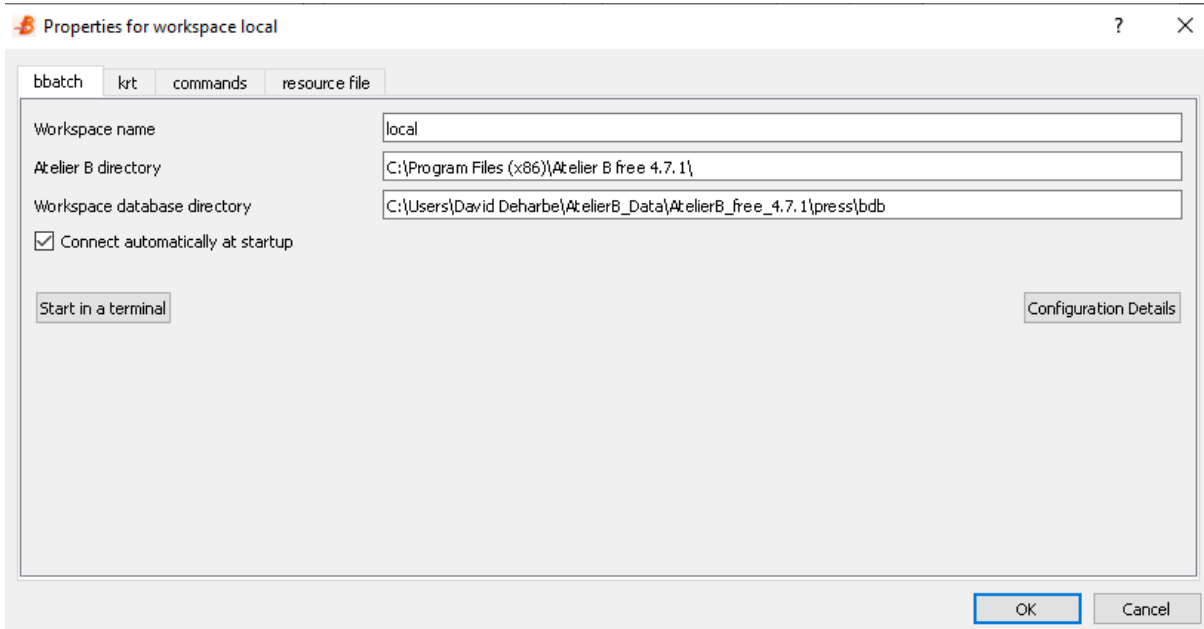 Properties for workspace local
?
bbatch krt commands resource file
Workspace name local
Atelier B directory C:\Program Files (x86)\Atelier B free 4.7.1\
Workspace database directory C:\Users\David Deharbe\AtelierB_Data\AtelierB_free_4.7.1\press\bdb
Connect automatically at startup
Start in a terminal Configuration Details
OK Cancel